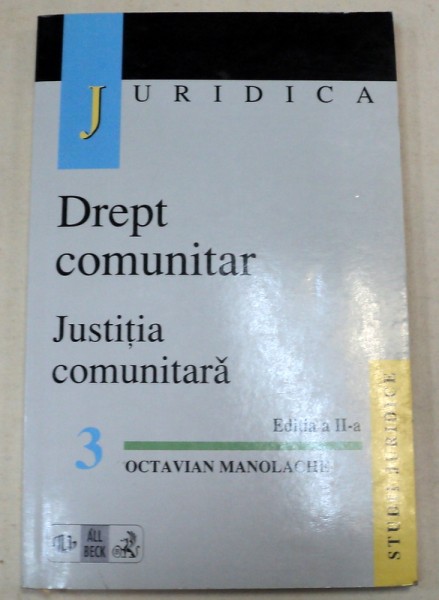 JURIDICA
Drept
comunitar
Justiția
comunitară
Ediția a II-a
3
OCTAVIAN MANOLACHE
STUDII JURIDICE
ALL
BECK